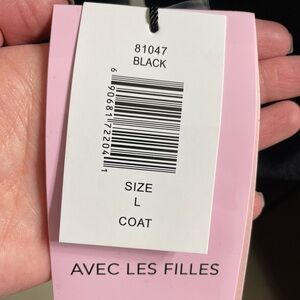 81047
BLACK
6 90681 72204 1
SIZE
L
COAT
AVEC LES FILLES